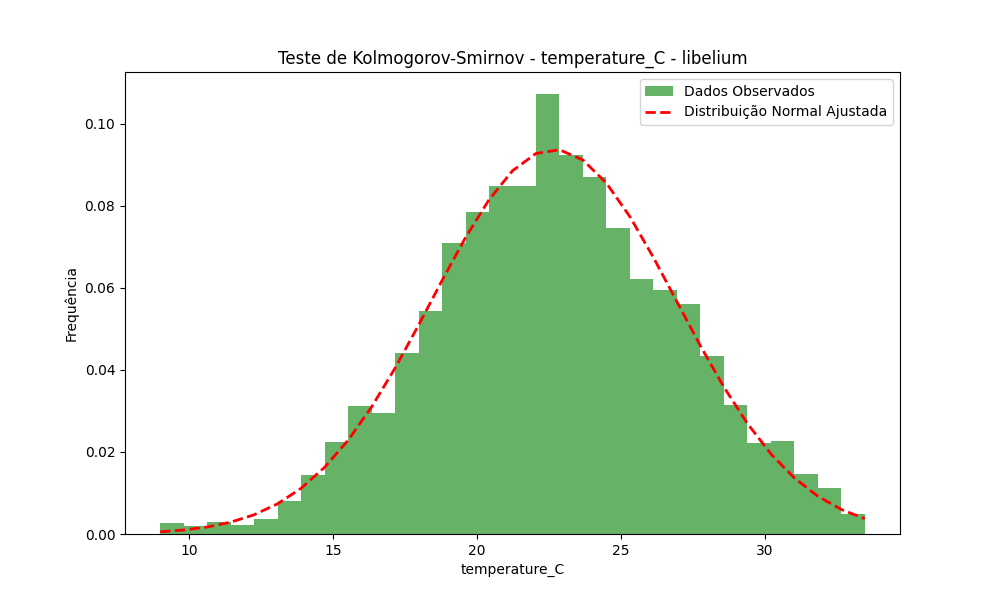 Teste de Kolmogorov-Smirnov - temperature_C - libelium
Dados Observados
Distribuição Normal Ajustada
Frequência
0.10
0.08
0.06
0.04
0.02
0.00
10
15
20
25
30
temperature_C